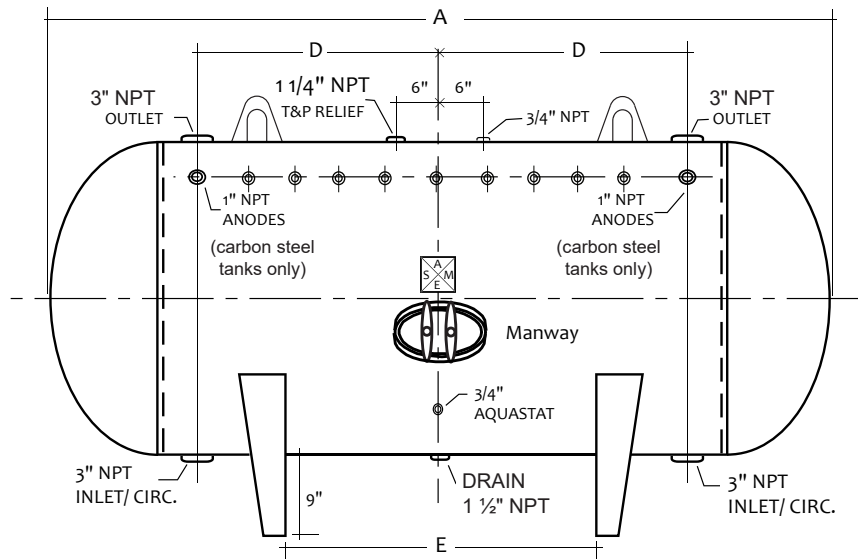 A
D
D
6"
6"
1 1/4" NPT
T&P RELIEF
3" NPT
OUTLET
3/4" NPT
3" NPT
OUTLET
1" NPT
ANODES
(carbon steel
tanks only)
1" NPT
ANODES
(carbon steel
tanks only)
A
S M
E
Manway
3/4"
AQUASTAT
3" NPT
INLET/ CIRC.
9"
DRAIN
1 ½" NPT
3" NPT
INLET/ CIRC.
E